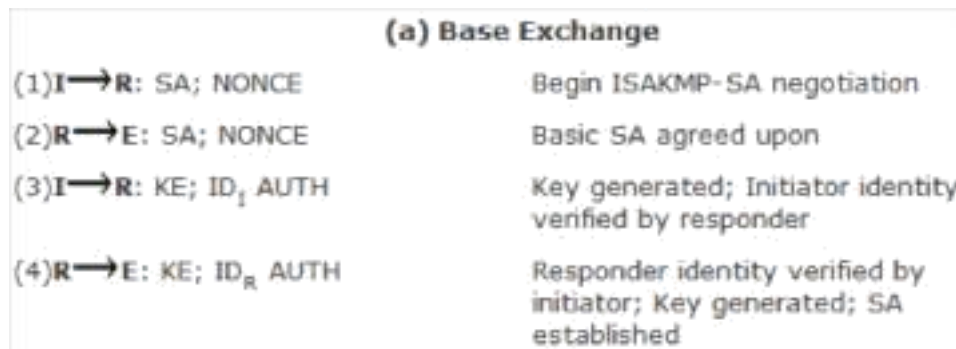 (a) Base Exchange
(1)I→R: SA; NONCE Begin ISAKMP-SA negotiation
(2)R→E: SA; NONCE Basic SA agreed upon
(3)I→R: KE; ID_I AUTH Key generated; Initiator identity
verified by responder
(4)R→E: KE; ID_R AUTH Responder identity verified by
initiator; Key generated; SA
established